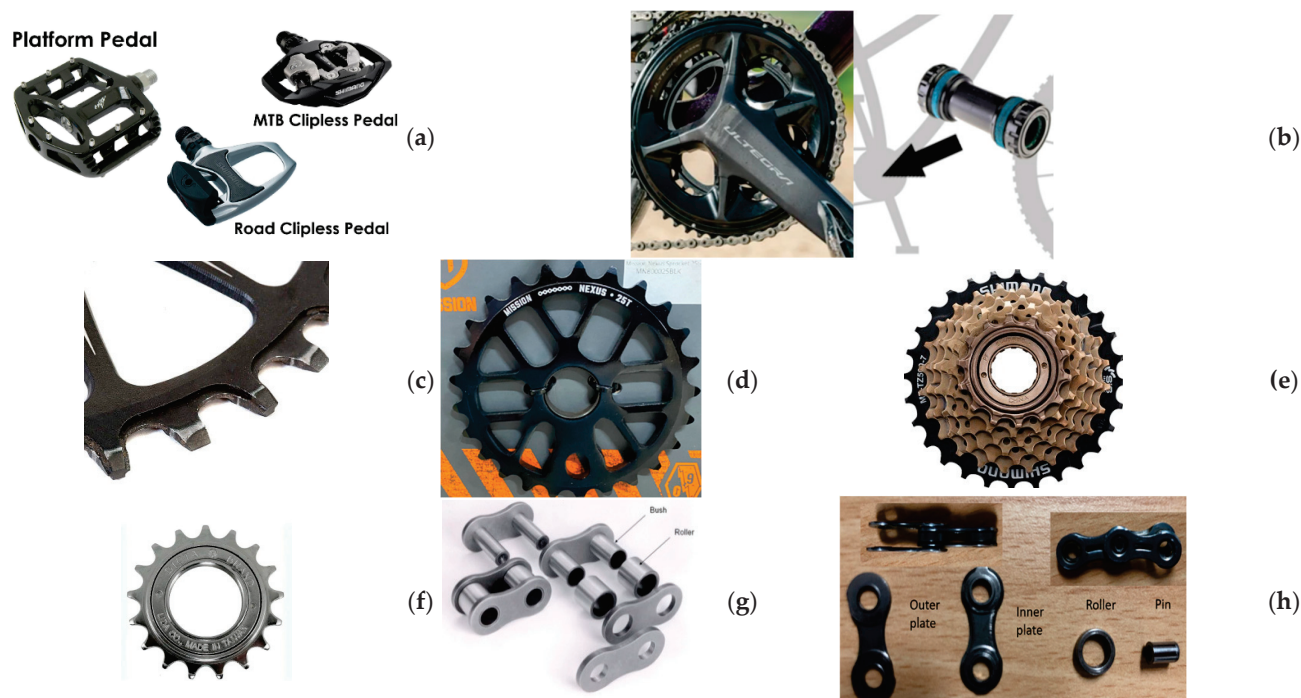 Platform Pedal
MTB Clipless Pedal
Road Clipless Pedal
(a)
ULTEGRA
(b)
(c)
MISSION
NEXUS • 25T
(d)
SHIMANO
SHIMANO
(e)
MADE IN TAIWAN
(f)
Bush
Roller
(g)
Outer
plate
Inner
plate
Roller
Pin
(h)